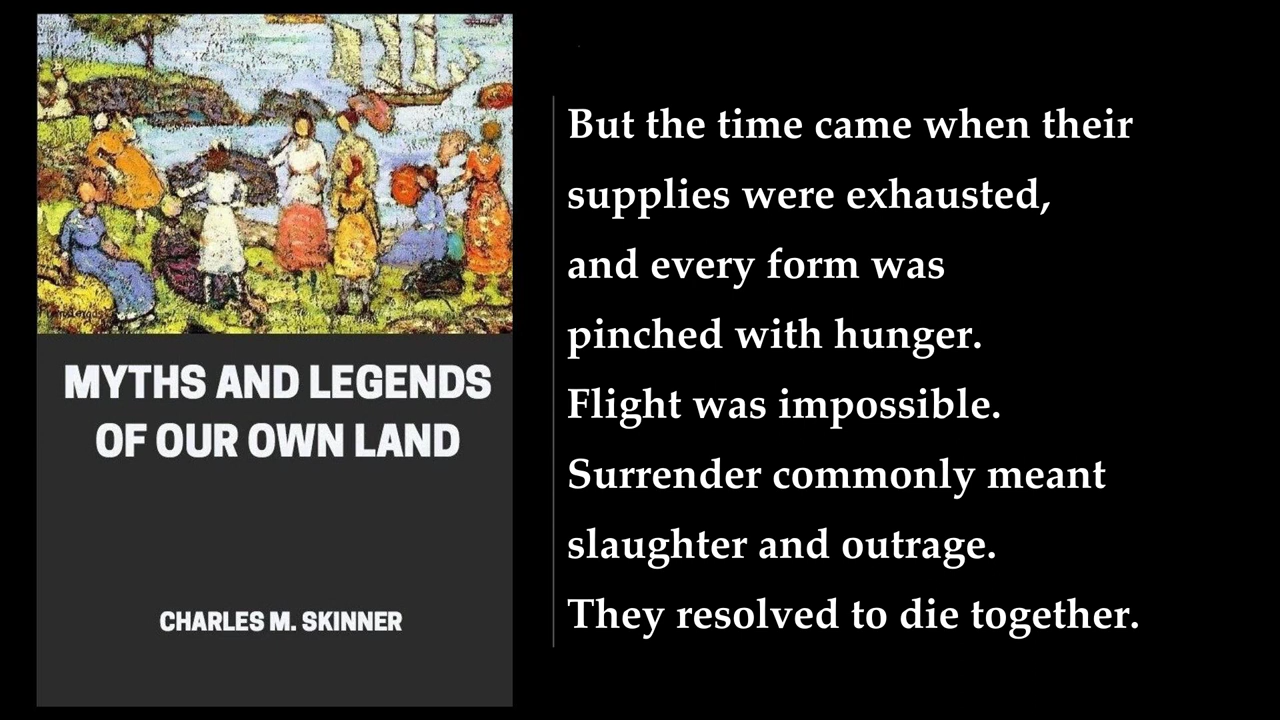 MYTHS AND LEGENDS
OF OUR OWN LAND
CHARLES M. SKINNER
But the time came when their
supplies were exhausted,
and every form was
pinched with hunger.
Flight was impossible.
Surrender commonly meant
slaughter and outrage.
They resolved to die together.